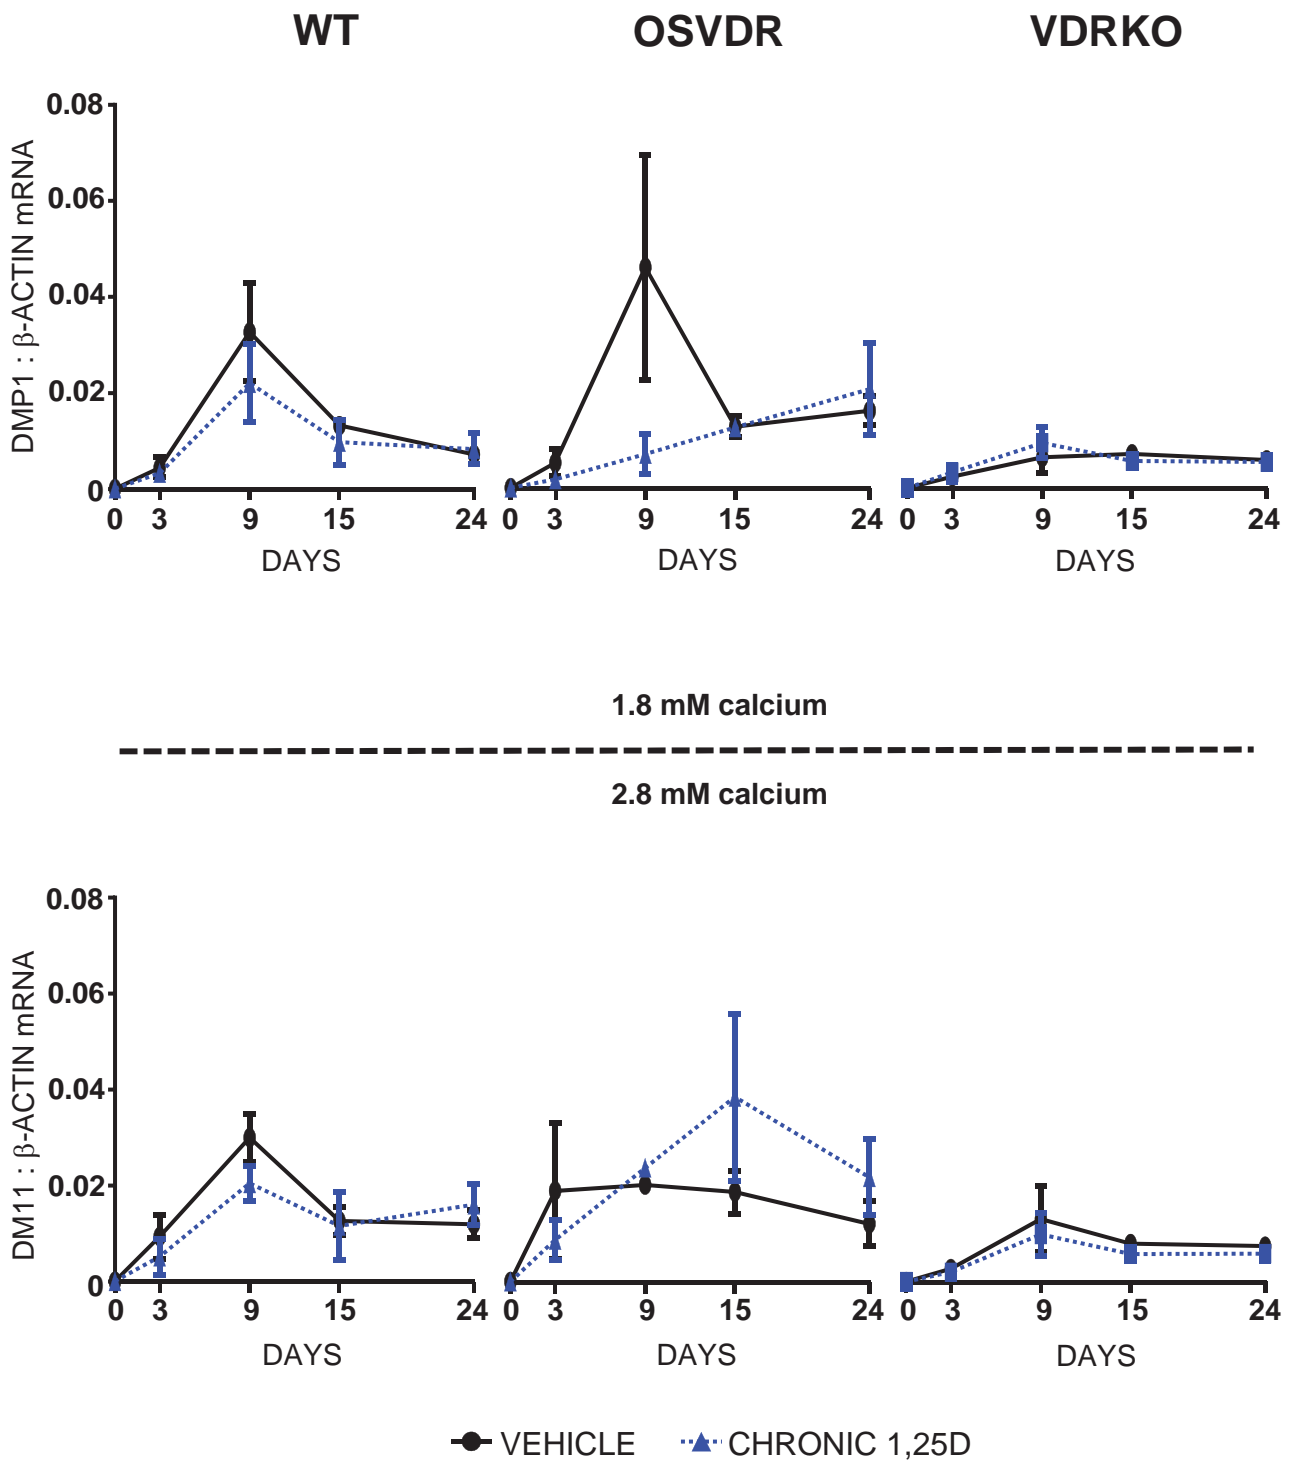 WT OSVDR VDRKO
0.08
0.06
0.04
0.02
0
DMP1 : β-ACTIN mRNA
0 3 9 15 24 0 3 9 15 24 0 3 9 15 24
DAYS DAYS DAYS
1.8 mM calcium
2.8 mM calcium
0.08
0.06
0.04
0.02
0
DM11 : β-ACTIN mRNA
0 3 9 15 24 0 3 9 15 24 0 3 9 15 24
DAYS DAYS DAYS
VEHICLE CHRONIC 1,25D